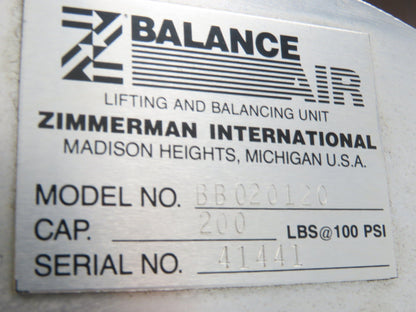 BALANCE
AIR
LIFTING AND BALANCING UNIT
ZIMMERMAN INTERNATIONAL
MADISON HEIGHTS, MICHIGAN U.S.A.
MODEL NO. BB020120
CAP. 200 LBS@100 PSI
SERIAL NO. 41441